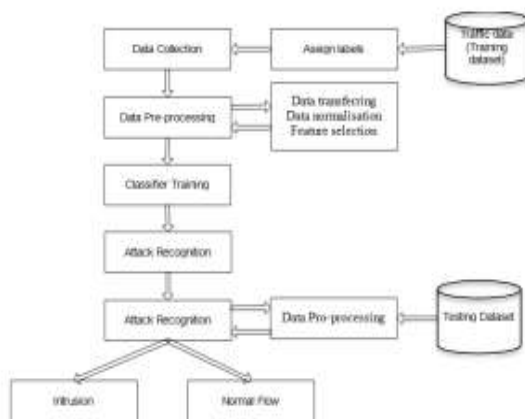 Traffic data
(Training
dataset)
Assign labels
Data Collection
Data Pre-processing
Data transferring
Data normalisation
Feature selection
Classifier Training
Attack Recognition
Attack Recognition
Data Pro-processing
Testing Dataset
Intrusion
Normal Flow